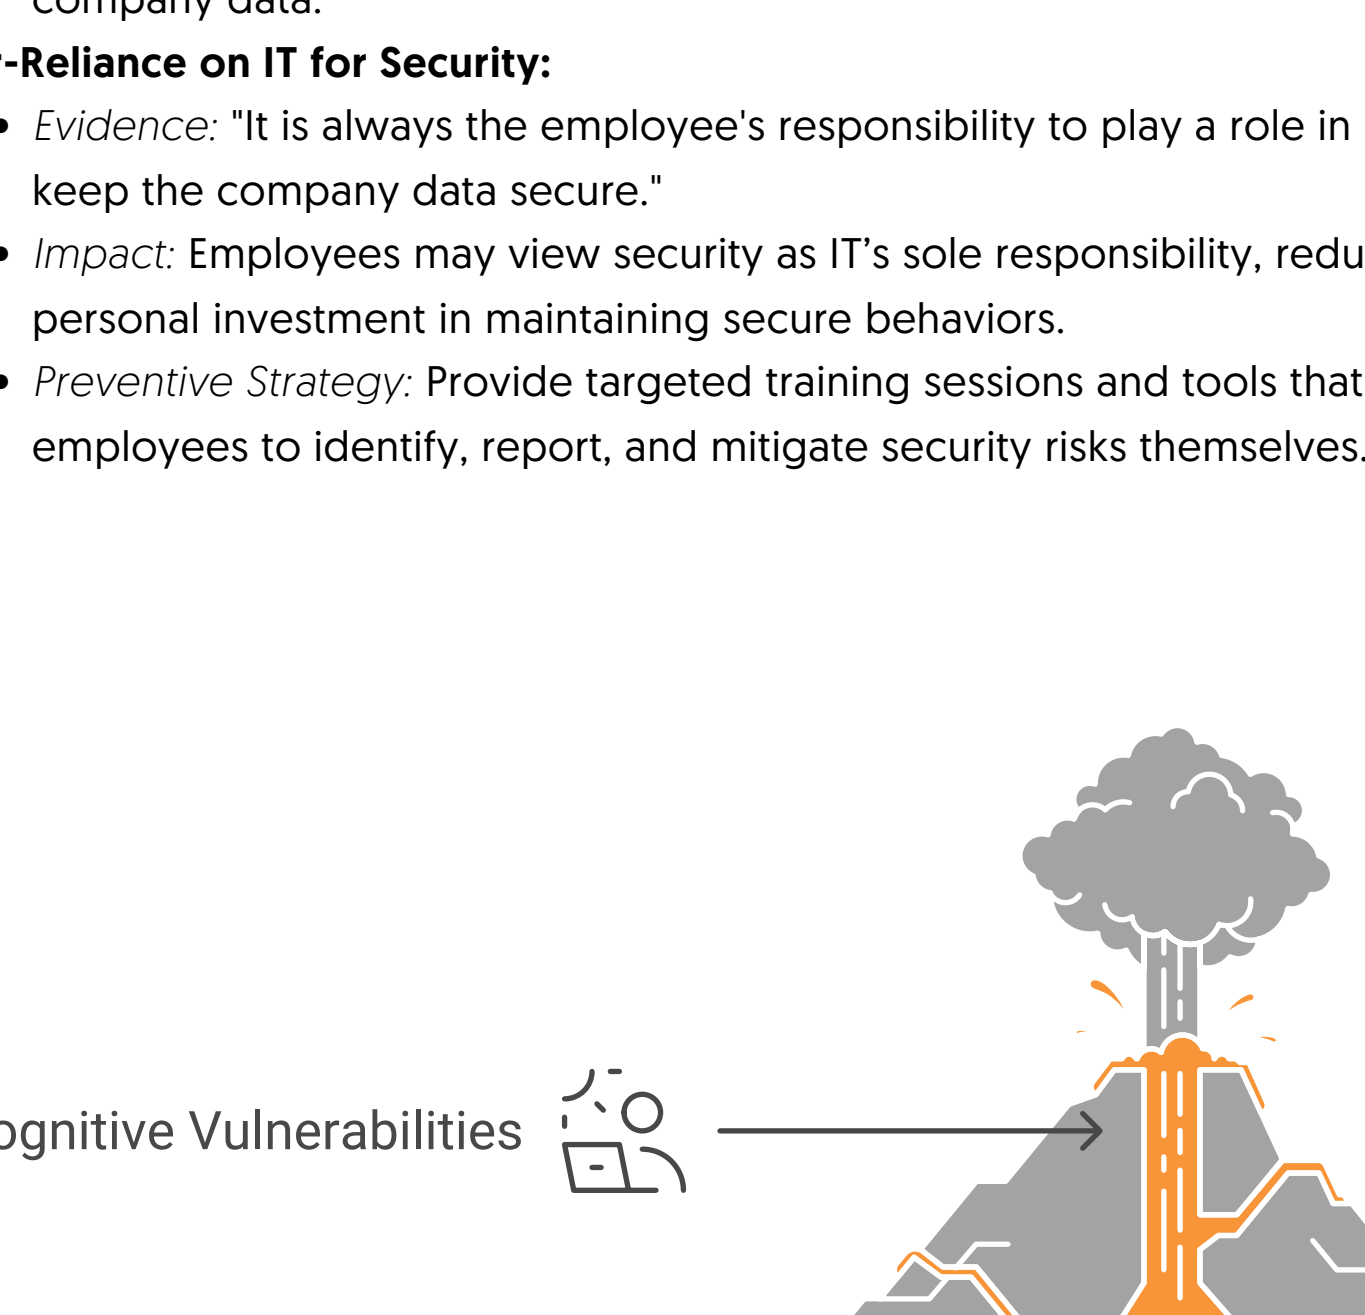 company data.
-Reliance on IT for Security:
• Evidence: "It is always the employee's responsibility to play a role in
keep the company data secure."
• Impact: Employees may view security as IT’s sole responsibility, redu
personal investment in maintaining secure behaviors.
• Preventive Strategy: Provide targeted training sessions and tools that
employees to identify, report, and mitigate security risks themselves.
ognitive Vulnerabilities